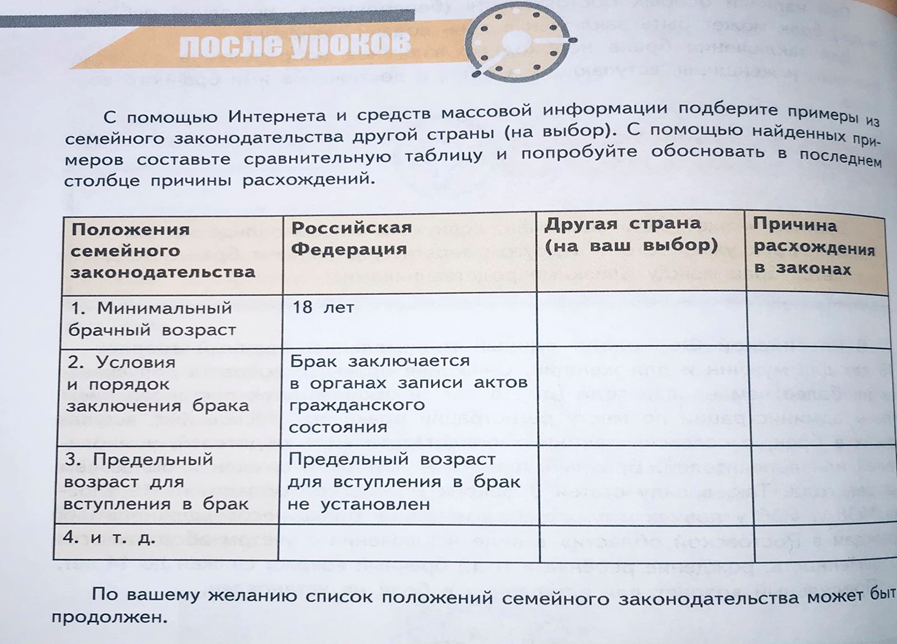 после уроков
С помощью Интернета и средств массовой информации подберите примеры из
семейного законодательства другой страны (на выбор). С помощью найденных при-
меров составьте сравнительную таблицу и попробуйте обосновать в последнем
столбце причины расхождений.
Положения
семейного
законодательства
Российская
Федерация
Другая страна
(на ваш выбор)
Причина
расхождения
в законах
1. Минимальный
брачный возраст
18 лет
2. Условия
и порядок
заключения брака
Брак заключается
в органах записи актов
гражданского
состояния
3. Предельный
возраст для
вступления в брак
Предельный возраст
для вступления в брак
не установлен
4. и т. д.
По вашему желанию список положений семейного законодательства может быт
продолжен.